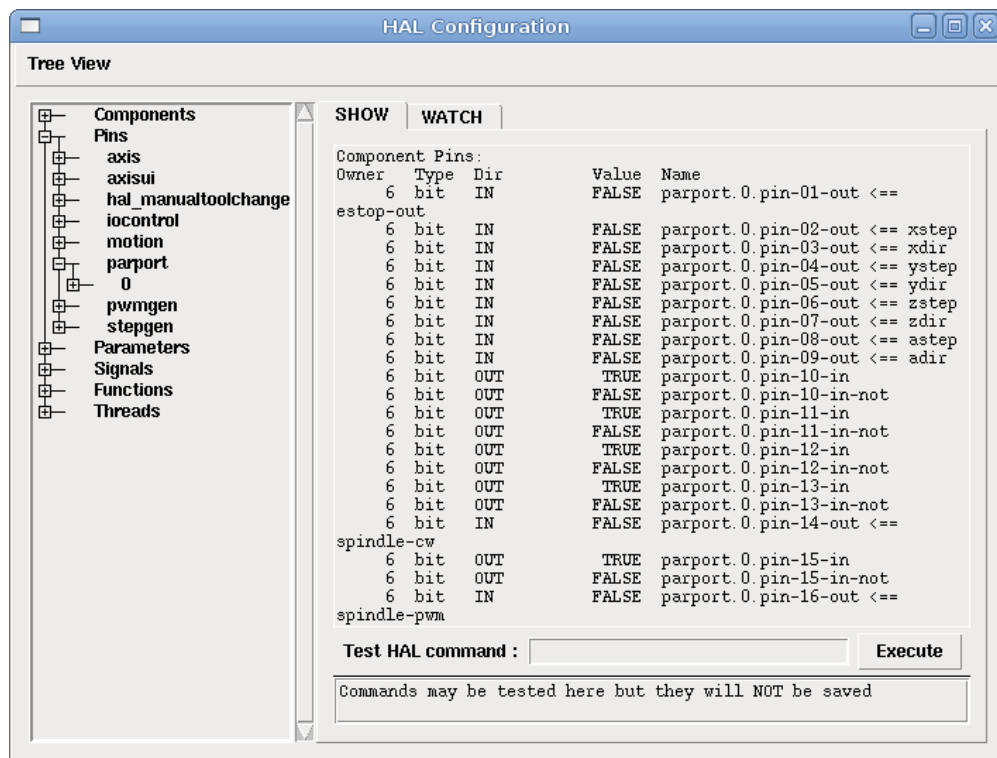 HAL Configuration
Tree View
Components
Pins
axis
axisui
hal_manualtoolchange
iocontrol
motion
parport
0
pwmgen
stepgen
Parameters
Signals
Functions
Threads
SHOW WATCH
Component Pins:
Owner Type Dir Value Name
6 bit IN FALSE parport.0.pin-01-out <==
estop-out
6 bit IN FALSE parport.0.pin-02-out <== xstep
6 bit IN FALSE parport.0.pin-03-out <== xdir
6 bit IN FALSE parport.0.pin-04-out <== ystep
6 bit IN FALSE parport.0.pin-05-out <== ydir
6 bit IN FALSE parport.0.pin-06-out <== zstep
6 bit IN FALSE parport.0.pin-07-out <== zdir
6 bit IN FALSE parport.0.pin-08-out <== astep
6 bit IN FALSE parport.0.pin-09-out <== adir
6 bit OUT TRUE parport.0.pin-10-in
6 bit OUT FALSE parport.0.pin-10-in-not
6 bit OUT TRUE parport.0.pin-11-in
6 bit OUT FALSE parport.0.pin-11-in-not
6 bit OUT TRUE parport.0.pin-12-in
6 bit OUT FALSE parport.0.pin-12-in-not
6 bit OUT TRUE parport.0.pin-13-in
6 bit OUT FALSE parport.0.pin-13-in-not
6 bit IN FALSE parport.0.pin-14-out <==
spindle-cw
6 bit OUT TRUE parport.0.pin-15-in
6 bit OUT FALSE parport.0.pin-15-in-not
6 bit IN FALSE parport.0.pin-16-out <==
spindle-pwm
Test HAL command : Execute
Commands may be tested here but they will NOT be saved